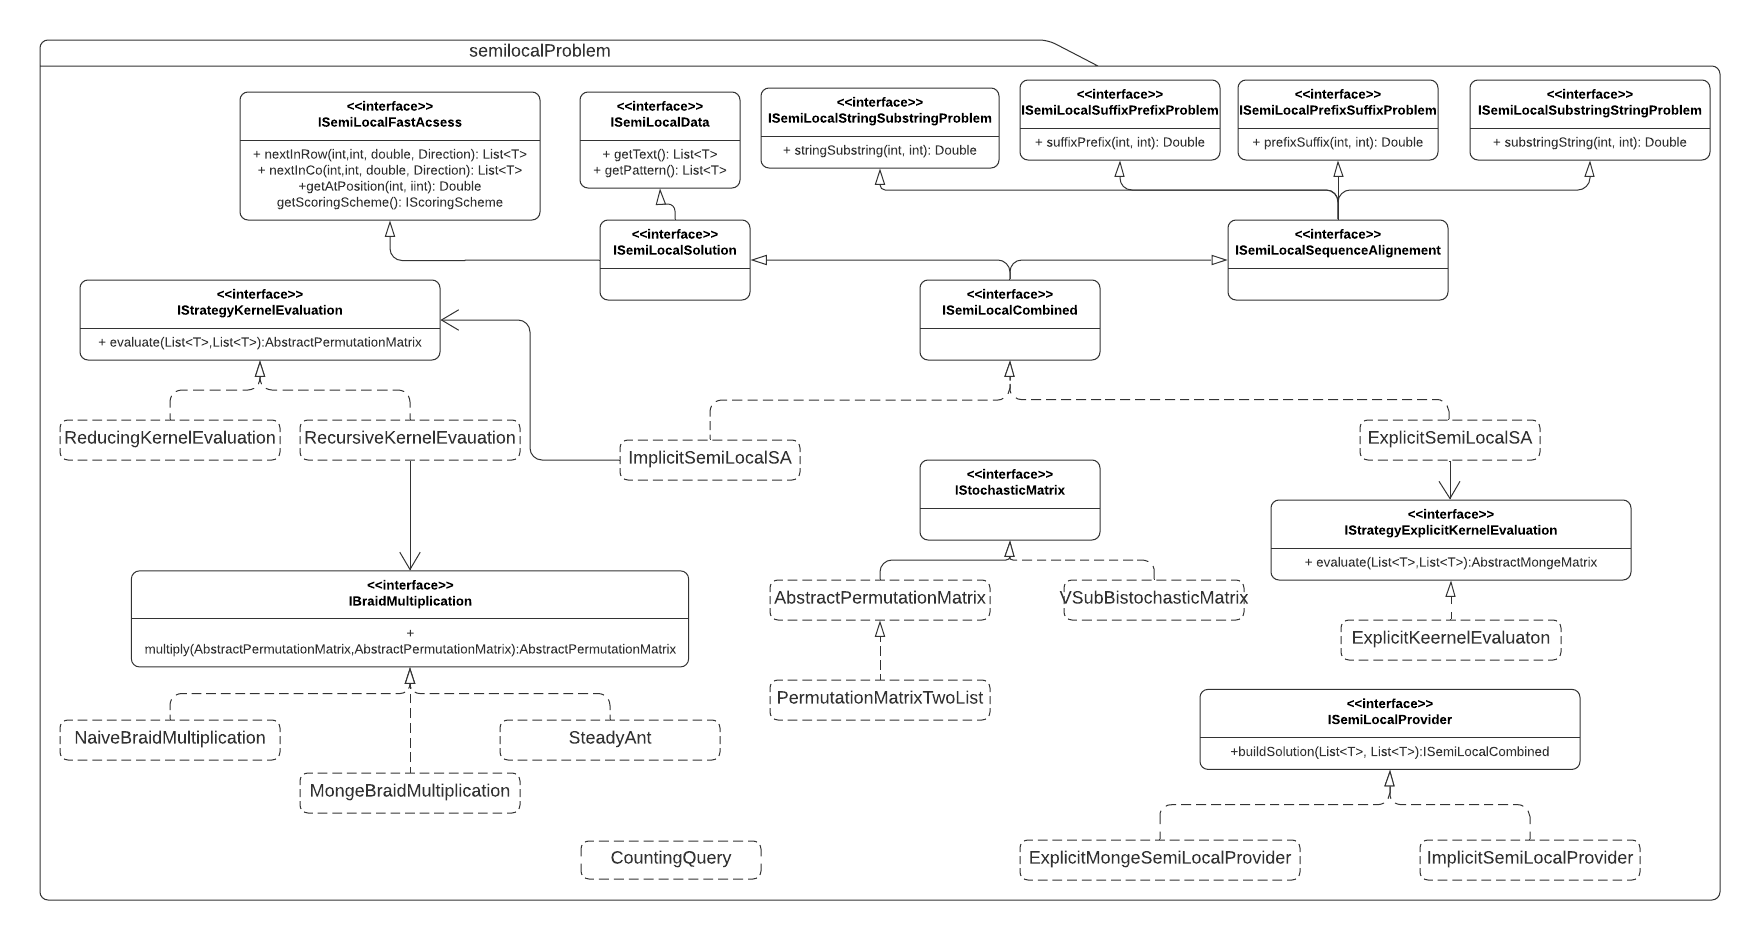 semilocalProblem
<<interface>>
ISemiLocalFastAcsess
+ nextInRow(int,int, double, Direction): List<T>
+ nextInCo(int,int, double, Direction): List<T>
+getAtPosition(int, iint): Double
getScoringScheme(): IScoringScheme
<<interface>>
ISemiLocalData
+ getText(): List<T>
+ getPattern(): List<T>
<<interface>>
ISemiLocalStringSubstringProblem
+ stringSubstring(int, int): Double
<<interface>>
ISemiLocalSuffixPrefixProblem
+ suffixPrefix(int, int): Double
<<interface>>
ISemiLocalPrefixSuffixProblem
+ prefixSuffix(int, int): Double
<<interface>>
ISemiLocalSubstringStringProblem
+ substringString(int, int): Double
<<interface>>
ISemiLocalSolution
<<interface>>
ISemiLocalSequenceAlignement
<<interface>>
IStrategyKernelEvaluation
+ evaluate(List<T>,List<T>):AbstractPermutationMatrix
<<interface>>
ISemiLocalCombined
ReducingKernelEvaluation
RecursiveKernelEvauation
ImplicitSemiLocalSA
ExplicitSemiLocalSA
<<interface>>
IStochasticMatrix
<<interface>>
IStrategyExplicitKernelEvaluation
+ evaluate(List<T>,List<T>):AbstractMongeMatrix
<<interface>>
IBraidMultiplication
+
multiply(AbstractPermutationMatrix,AbstractPermutationMatrix):AbstractPermutationMatrix
AbstractPermutationMatrix
VSubBistochasticMatrix
ExplicitKeernelEvaluaton
PermutationMatrixTwoList
<<interface>>
ISemiLocalProvider
+buildSolution(List<T>, List<T>):ISemiLocalCombined
NaiveBraidMultiplication
SteadyAnt
MongeBraidMultiplication
CountingQuery
ExplicitMongeSemiLocalProvider
ImplicitSemiLocalProvider